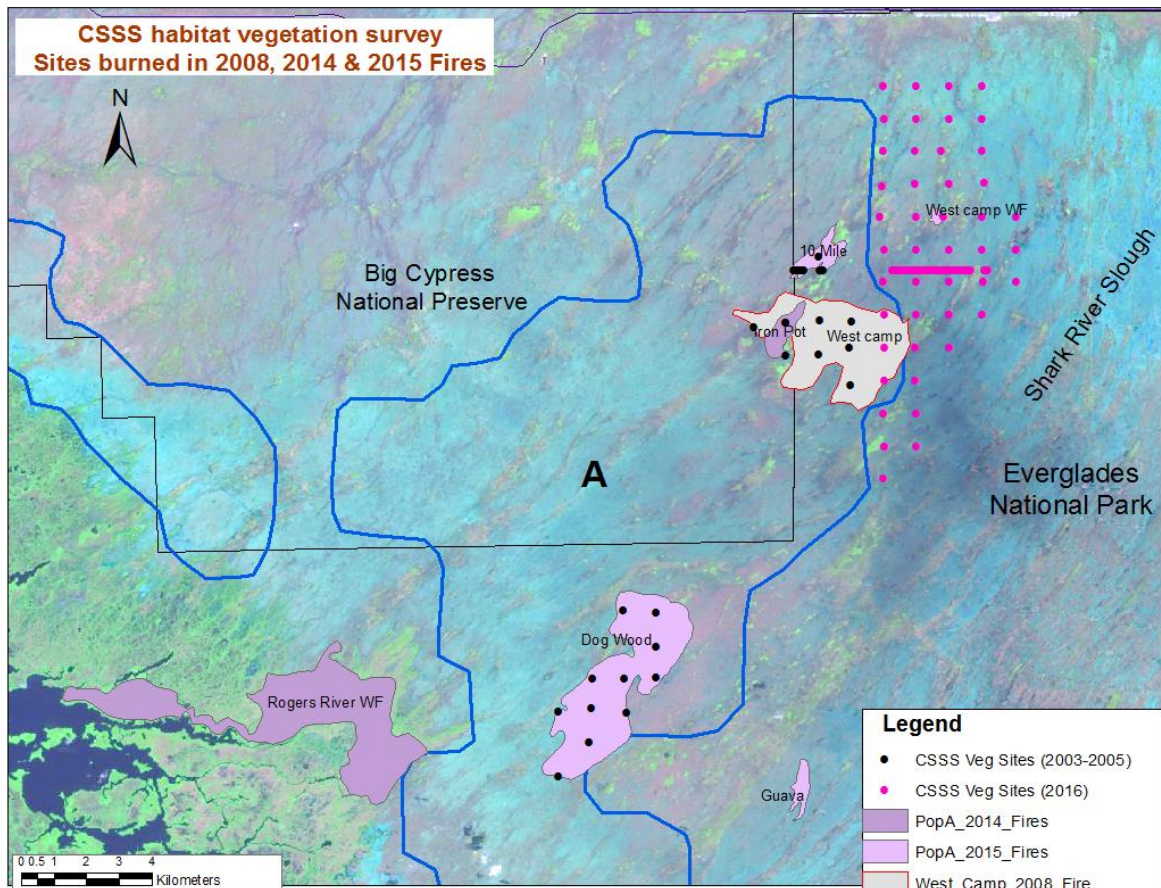 CSSS habitat vegetation survey
Sites burned in 2008, 2014 & 2015 Fires
N
West camp WF
10 Mile
Big Cypress
National Preserve
Shark River Slough
Iron Pot
West camp
A
Everglades
National Park
Dog Wood
Rogers River WF
Guava
Legend
CSSS Veg Sites (2003-2005)
CSSS Veg Sites (2016)
PopA_2014_Fires
PopA_2015_Fires
West_Camp_2008_Fire
0 0.5 1 2 3 4
Kilometers